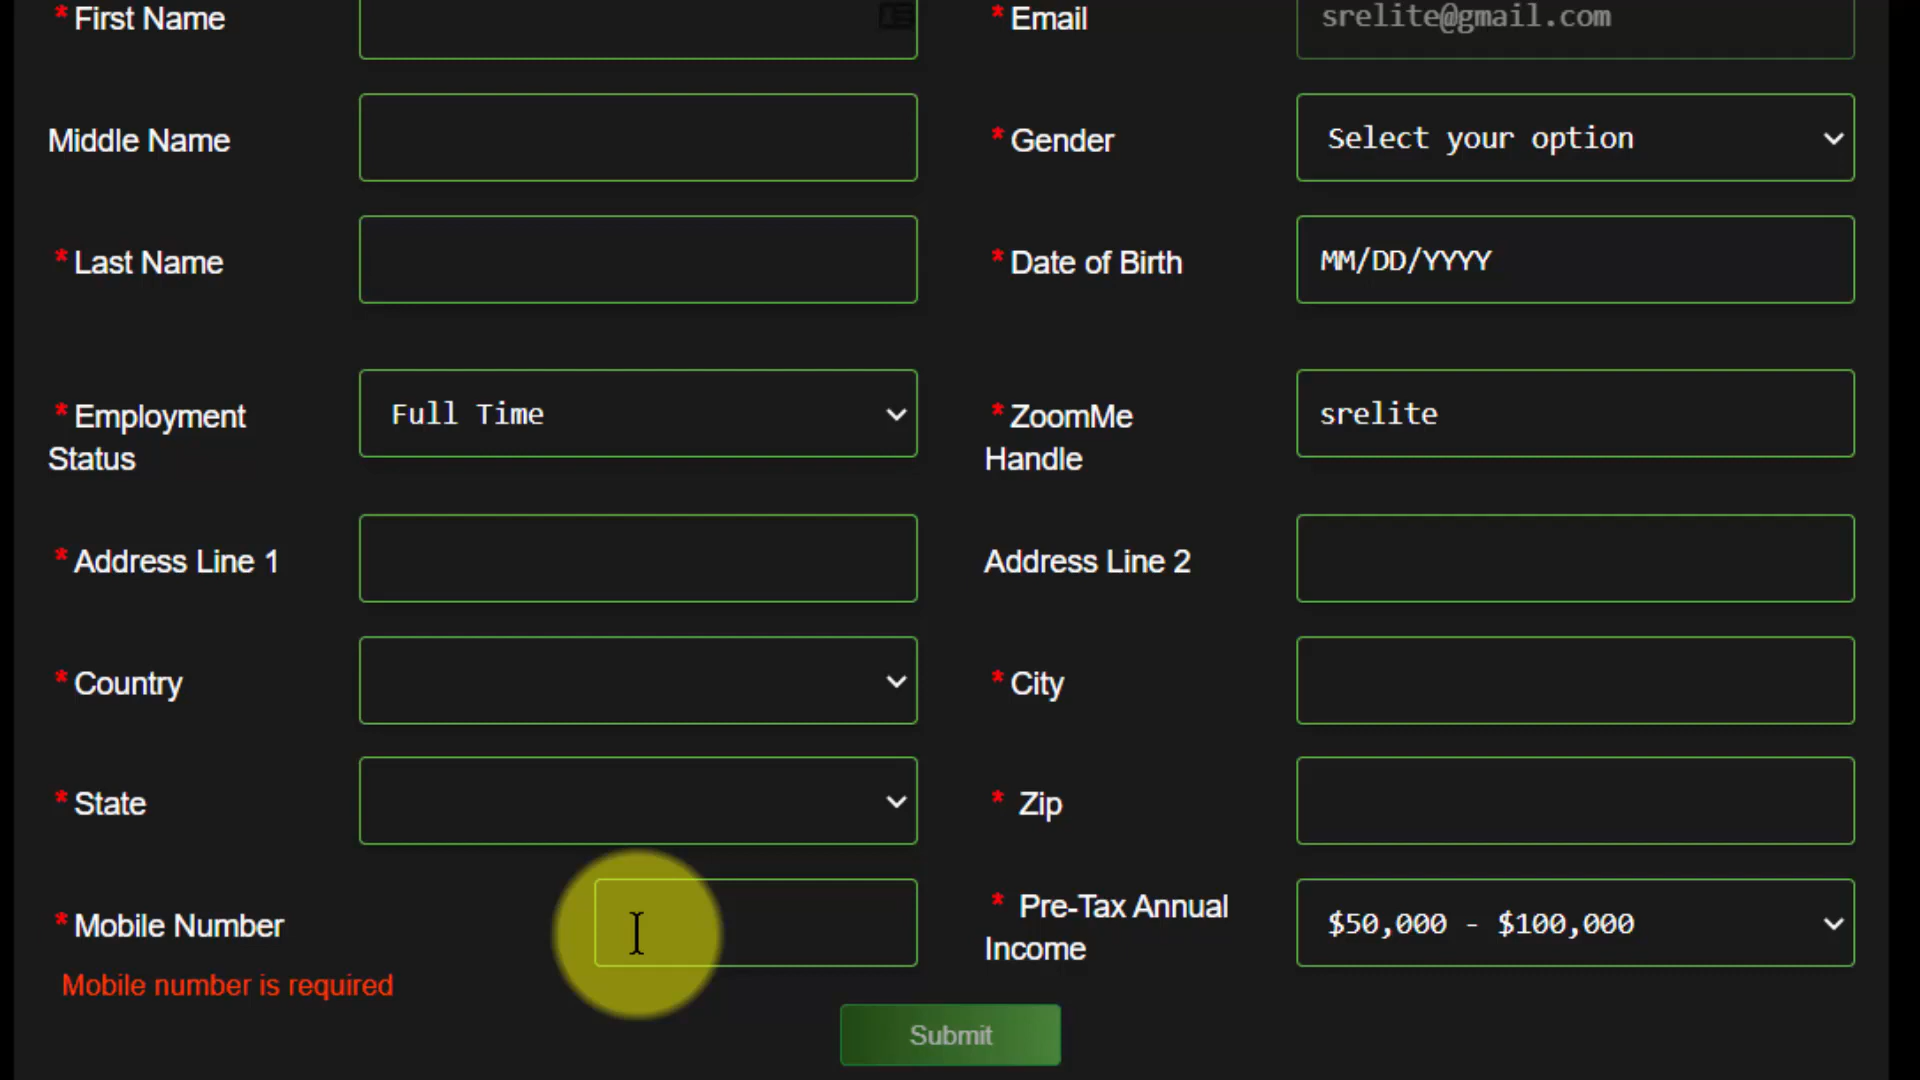 * First Name
* Email
srelite@gmail.com
Middle Name
* Gender
Select your option
* Last Name
* Date of Birth
MM/DD/YYYY
* Employment
Status
Full Time
* ZoomMe
Handle
srelite
* Address Line 1
Address Line 2
* Country
* City
* State
* Zip
* Mobile Number
* Pre-Tax Annual
Income
$50,000 - $100,000
Mobile number is required
Submit